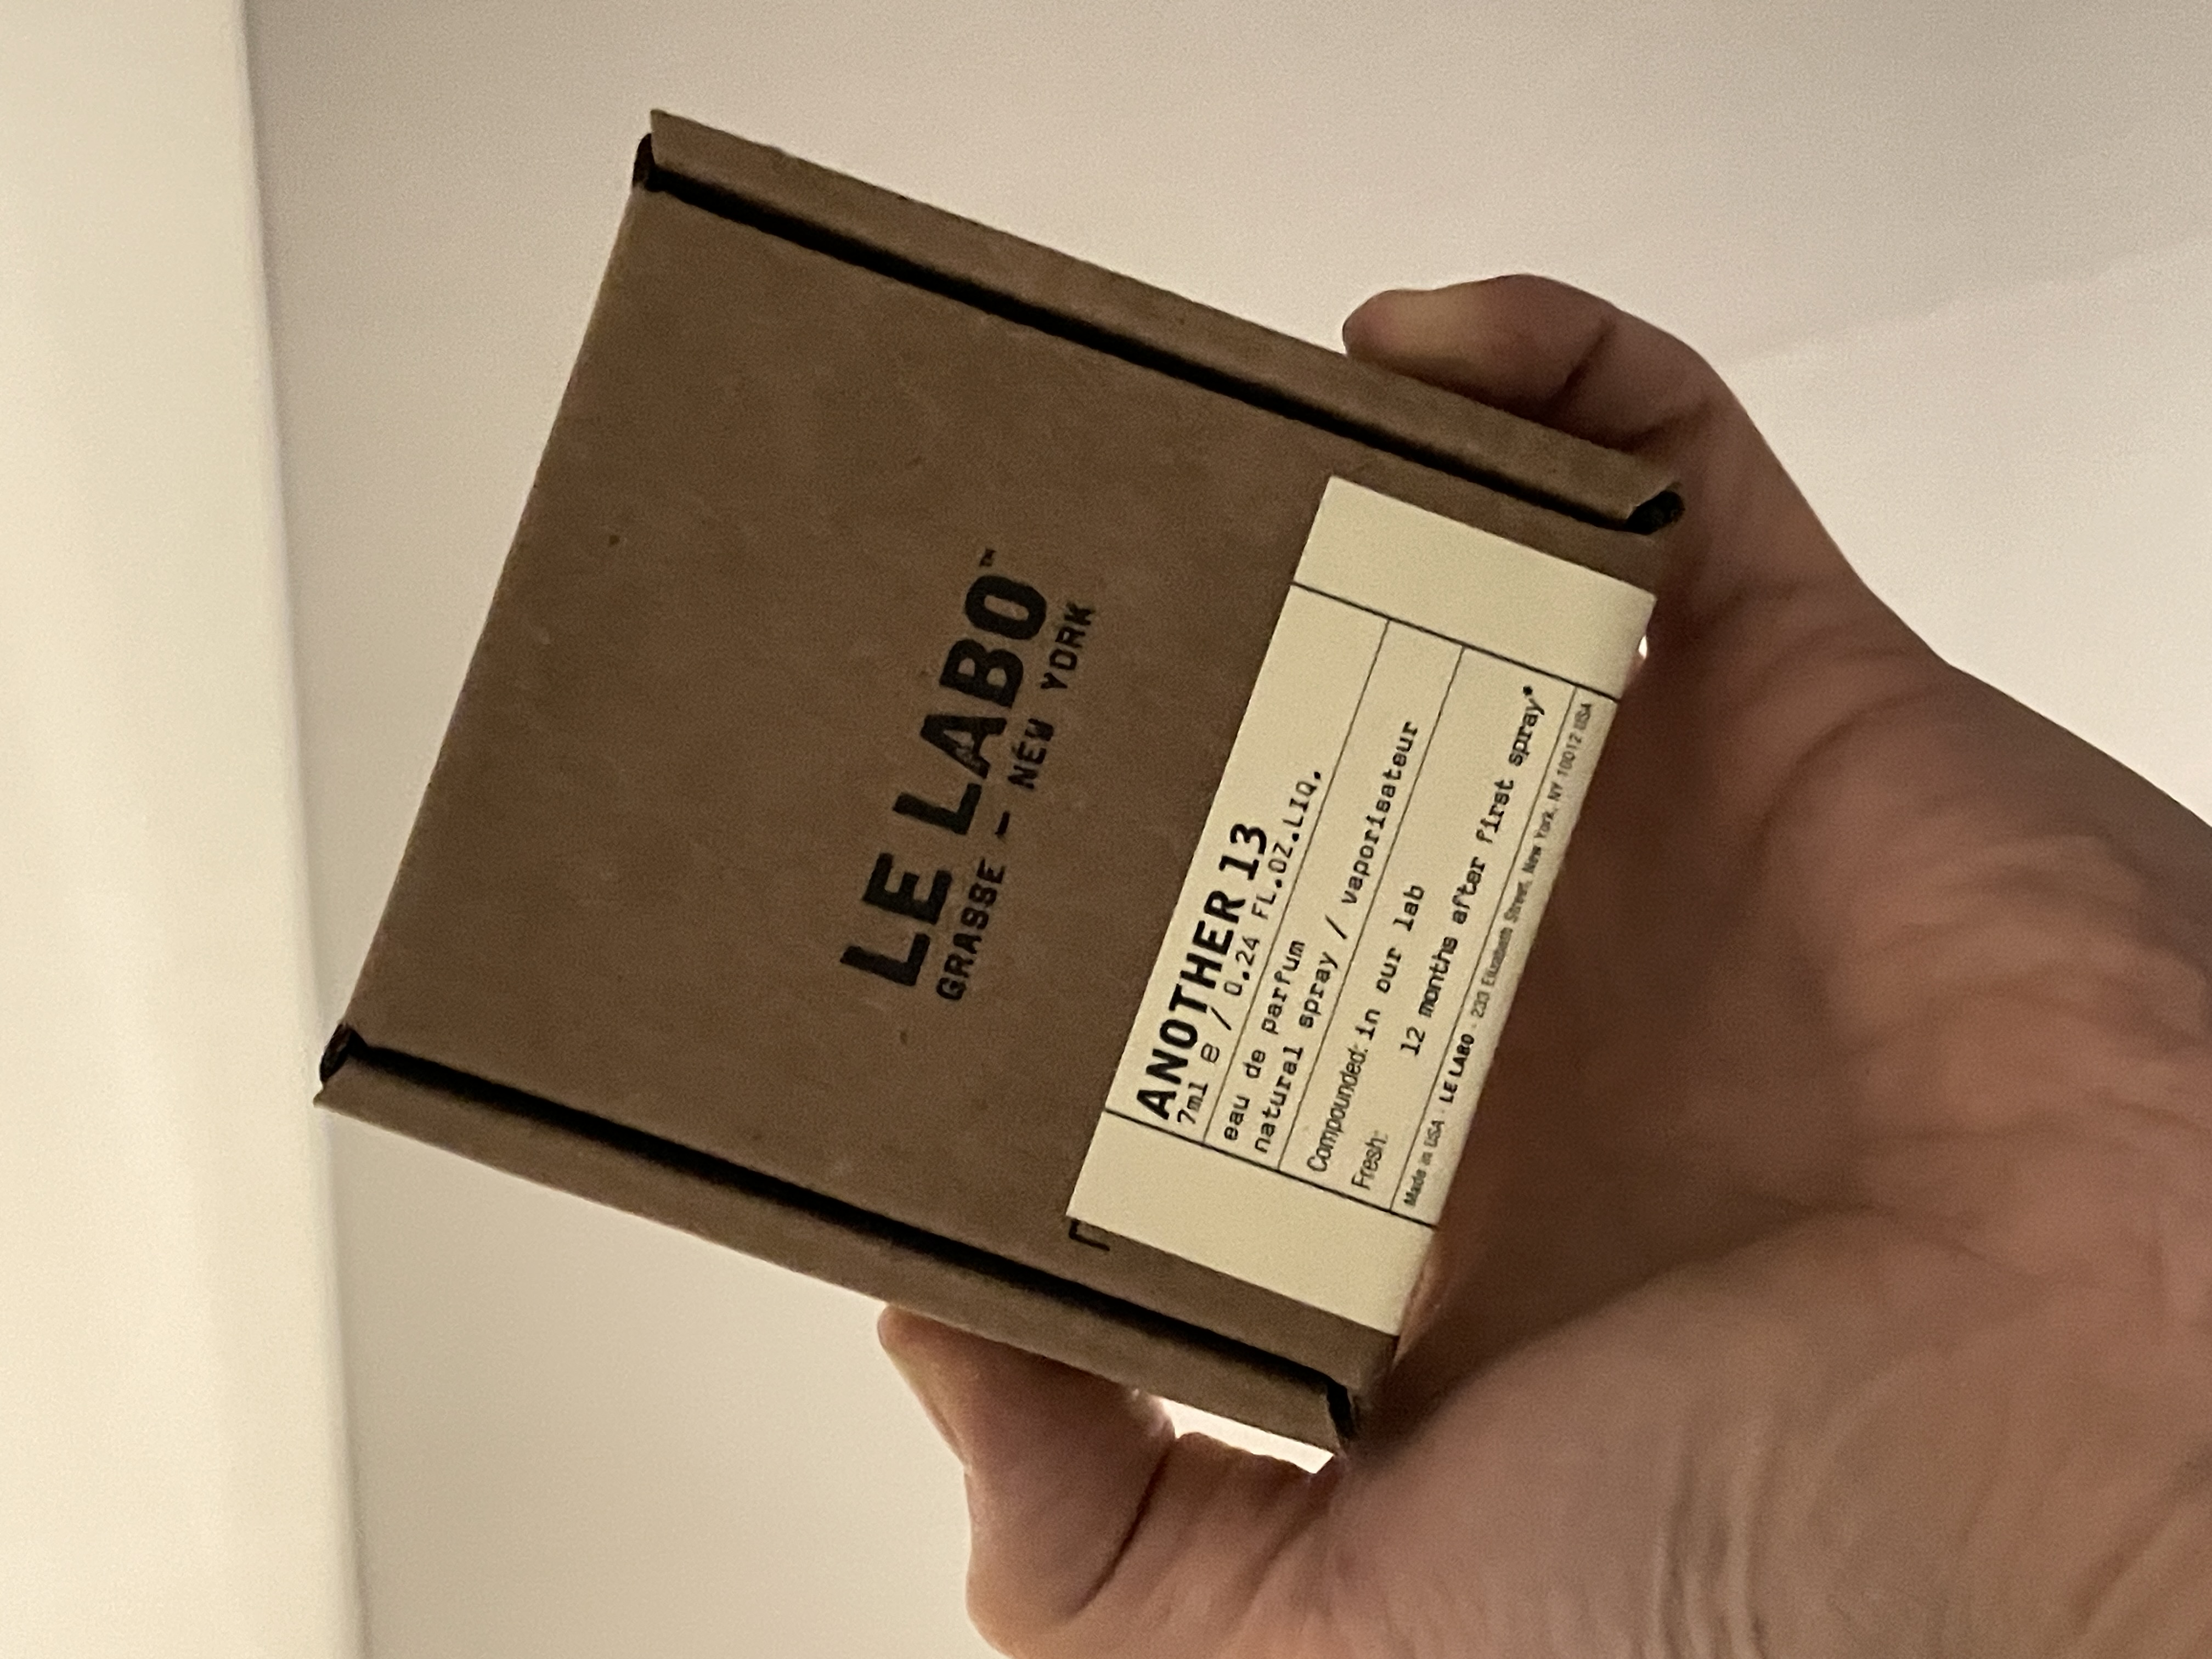 LE LABO™
GRASSE – NEW YORK
ANOTHER 13
7ml e / 0.24 FL.OZ.LIQ.
eau de parfum
natural spray / vaporisateur
Compounded: in our lab
Fresh: 12 months after first spray*
Made in USA - LE LABO - 233 Elizabeth Street, New York, NY 10012 USA